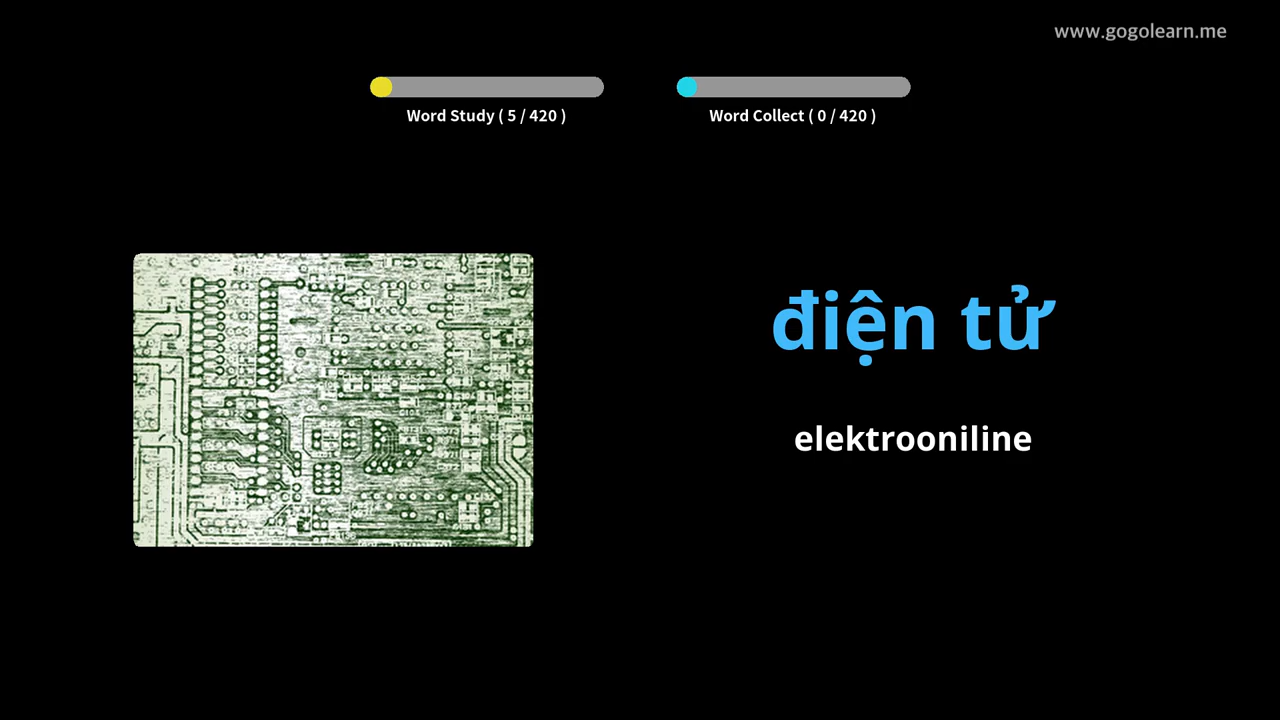 www.gogolearn.me
Word Study ( 5 / 420 )
Word Collect ( 0 / 420 )
điện tử
elektrooniline